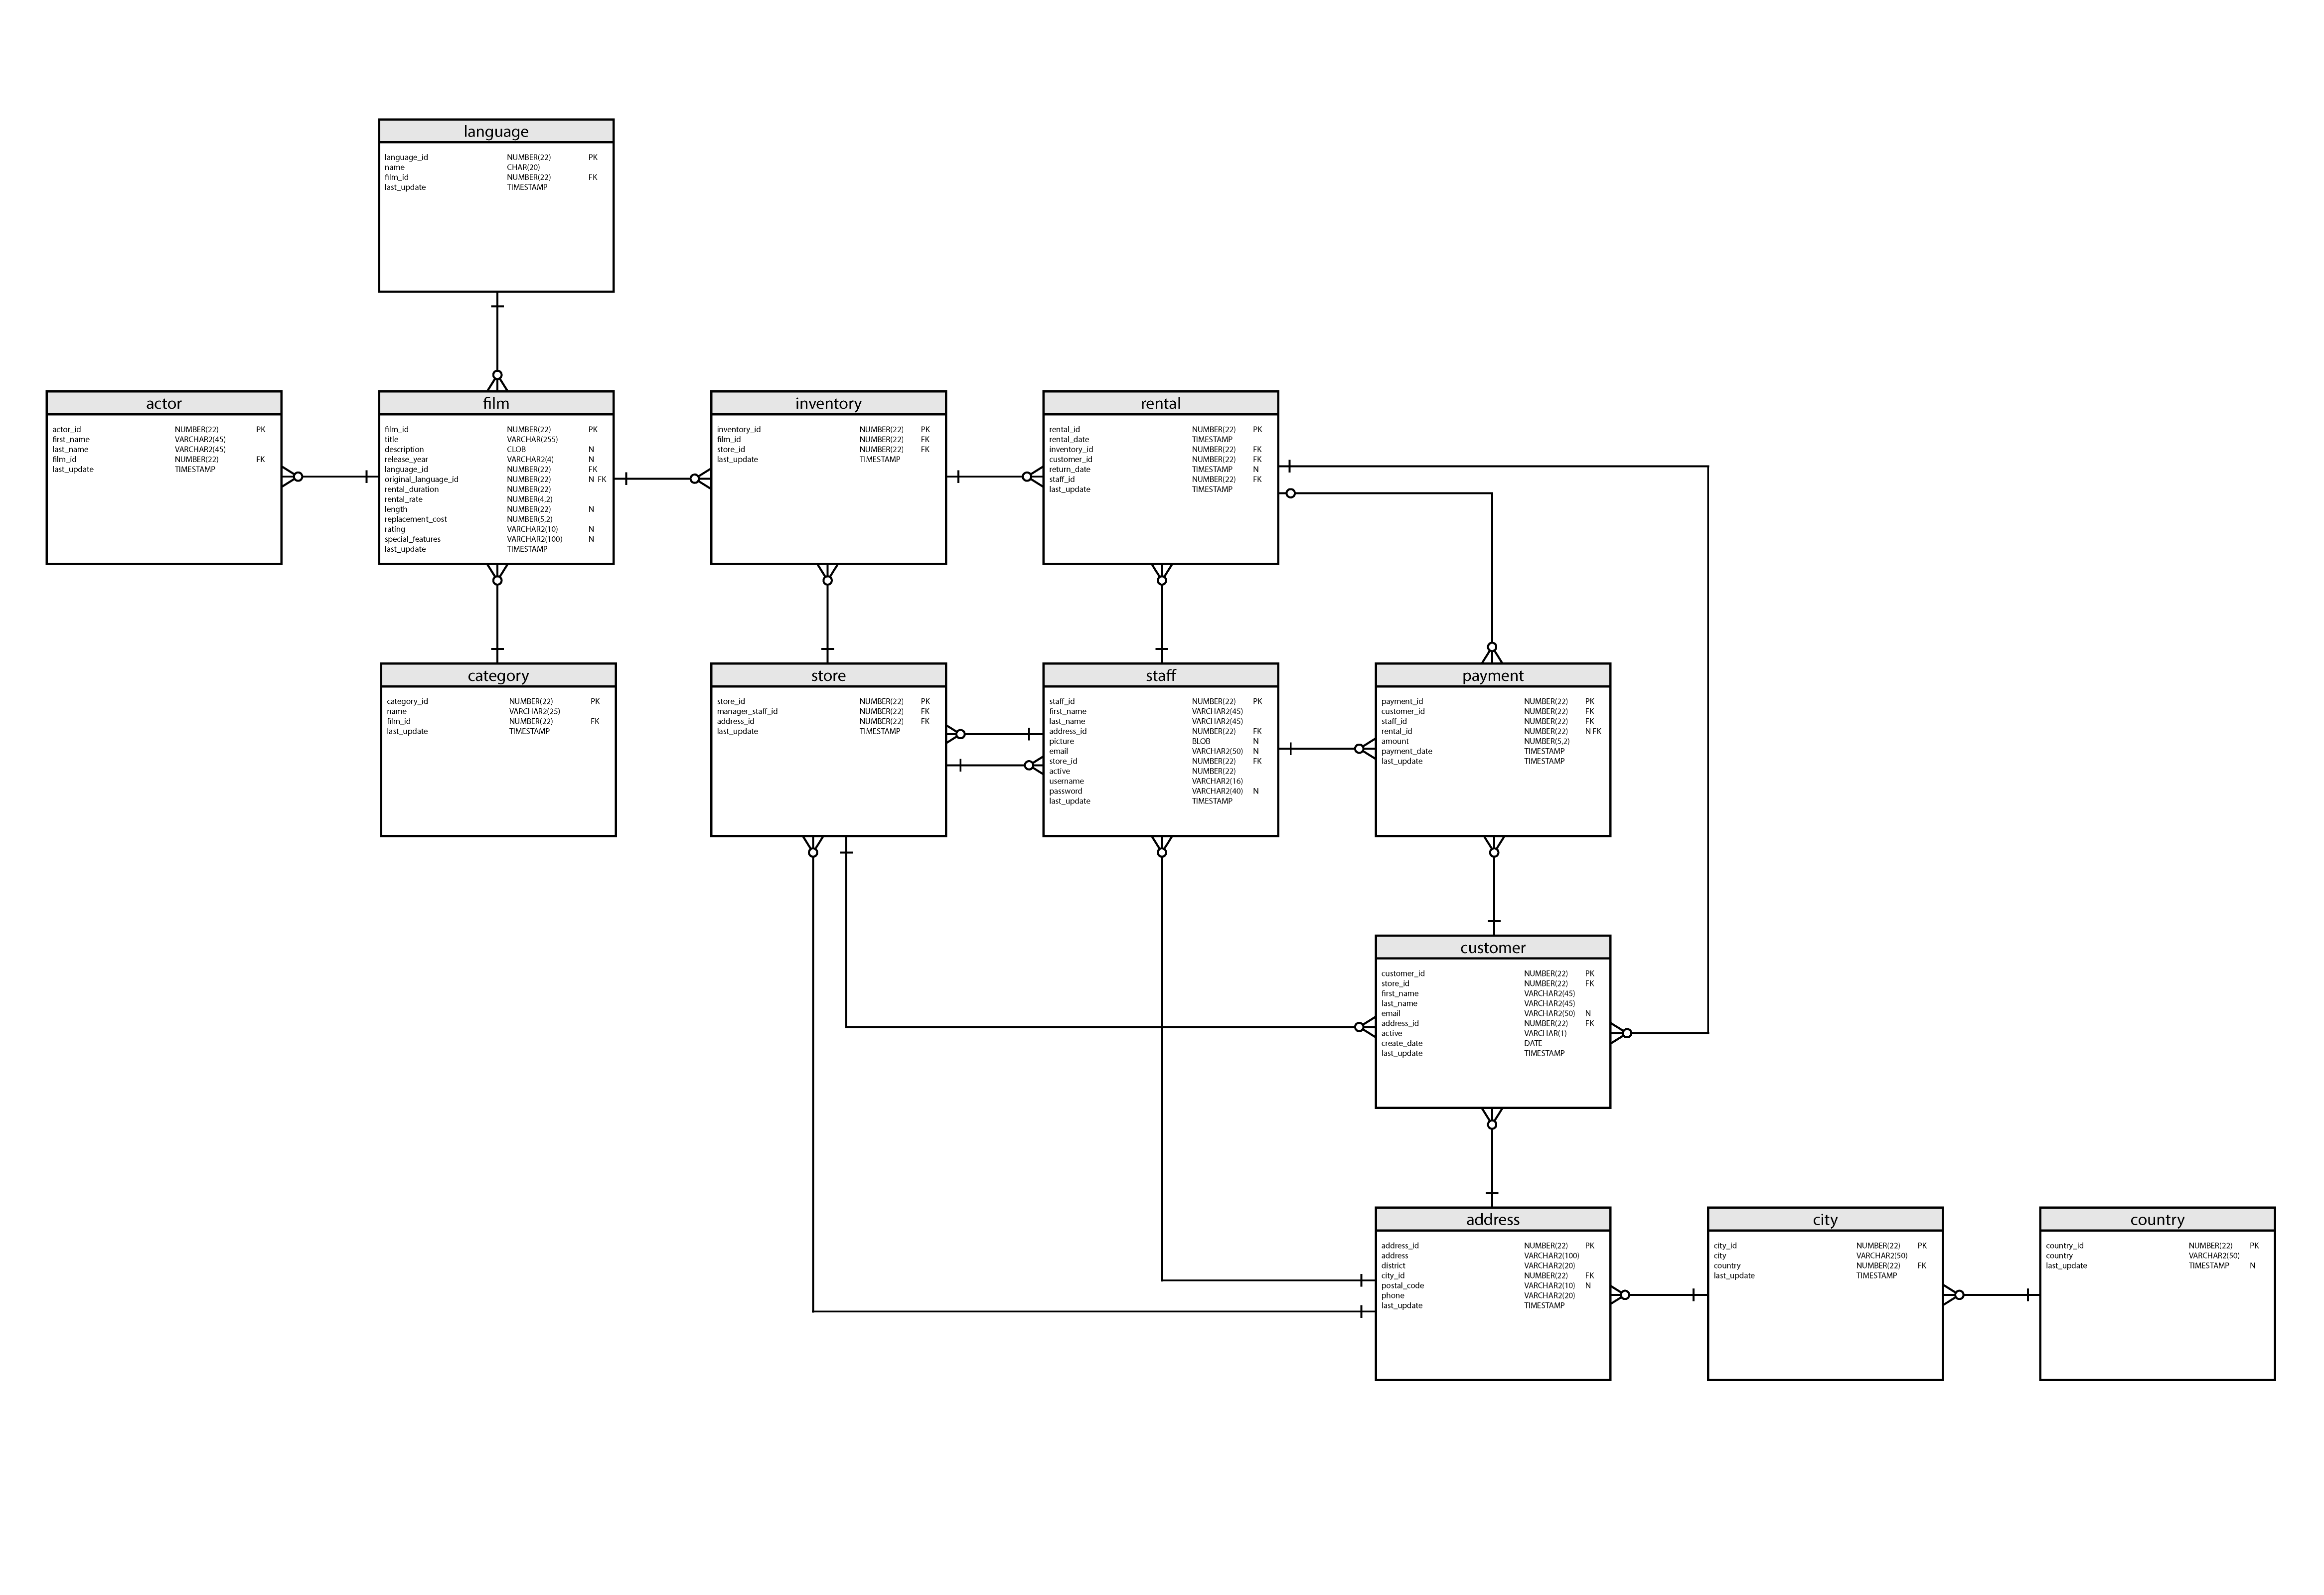 language
language_id NUMBER(22) PK
name CHAR(20)
film_id NUMBER(22) FK
last_update TIMESTAMP
actor
actor_id NUMBER(22) PK
first_name VARCHAR2(45)
last_name VARCHAR2(45)
film_id NUMBER(22) FK
last_update TIMESTAMP
film
film_id NUMBER(22) PK
title VARCHAR(255)
description CLOB N
release_year VARCHAR2(4) N
language_id NUMBER(22) FK
original_language_id NUMBER(22) N FK
rental_duration NUMBER(22)
rental_rate NUMBER(4,2)
length NUMBER(22) N
replacement_cost NUMBER(5,2)
rating VARCHAR2(10) N
special_features VARCHAR2(100) N
last_update TIMESTAMP
inventory
inventory_id NUMBER(22) PK
film_id NUMBER(22) FK
store_id NUMBER(22) FK
last_update TIMESTAMP
rental
rental_id NUMBER(22) PK
rental_date TIMESTAMP
inventory_id NUMBER(22) FK
customer_id NUMBER(22) FK
return_date TIMESTAMP N
staff_id NUMBER(22) FK
last_update TIMESTAMP
category
category_id NUMBER(22) PK
name VARCHAR2(25)
film_id NUMBER(22) FK
last_update TIMESTAMP
store
store_id NUMBER(22) PK
manager_staff_id NUMBER(22) FK
address_id NUMBER(22) FK
last_update TIMESTAMP
staff
staff_id NUMBER(22) PK
first_name VARCHAR2(45)
last_name VARCHAR2(45)
address_id NUMBER(22) FK
picture BLOB N
email VARCHAR2(50) N
store_id NUMBER(22) FK
active NUMBER(22)
username VARCHAR2(16)
password VARCHAR2(40) N
last_update TIMESTAMP
payment
payment_id NUMBER(22) PK
customer_id NUMBER(22) FK
staff_id NUMBER(22) FK
rental_id NUMBER(22) N FK
amount NUMBER(5,2)
payment_date TIMESTAMP
last_update TIMESTAMP
customer
customer_id NUMBER(22) PK
store_id NUMBER(22) FK
first_name VARCHAR2(45)
last_name VARCHAR2(45)
email VARCHAR2(50) N
address_id NUMBER(22) FK
active VARCHAR(1)
create_date DATE
last_update TIMESTAMP
address
address_id NUMBER(22) PK
address VARCHAR2(100)
district VARCHAR2(20)
city_id NUMBER(22) FK
postal_code VARCHAR2(10) N
phone VARCHAR2(20)
last_update TIMESTAMP
city
city_id NUMBER(22) PK
city VARCHAR2(50)
country NUMBER(22) FK
last_update TIMESTAMP
country
country_id NUMBER(22) PK
country VARCHAR2(50)
last_update TIMESTAMP N